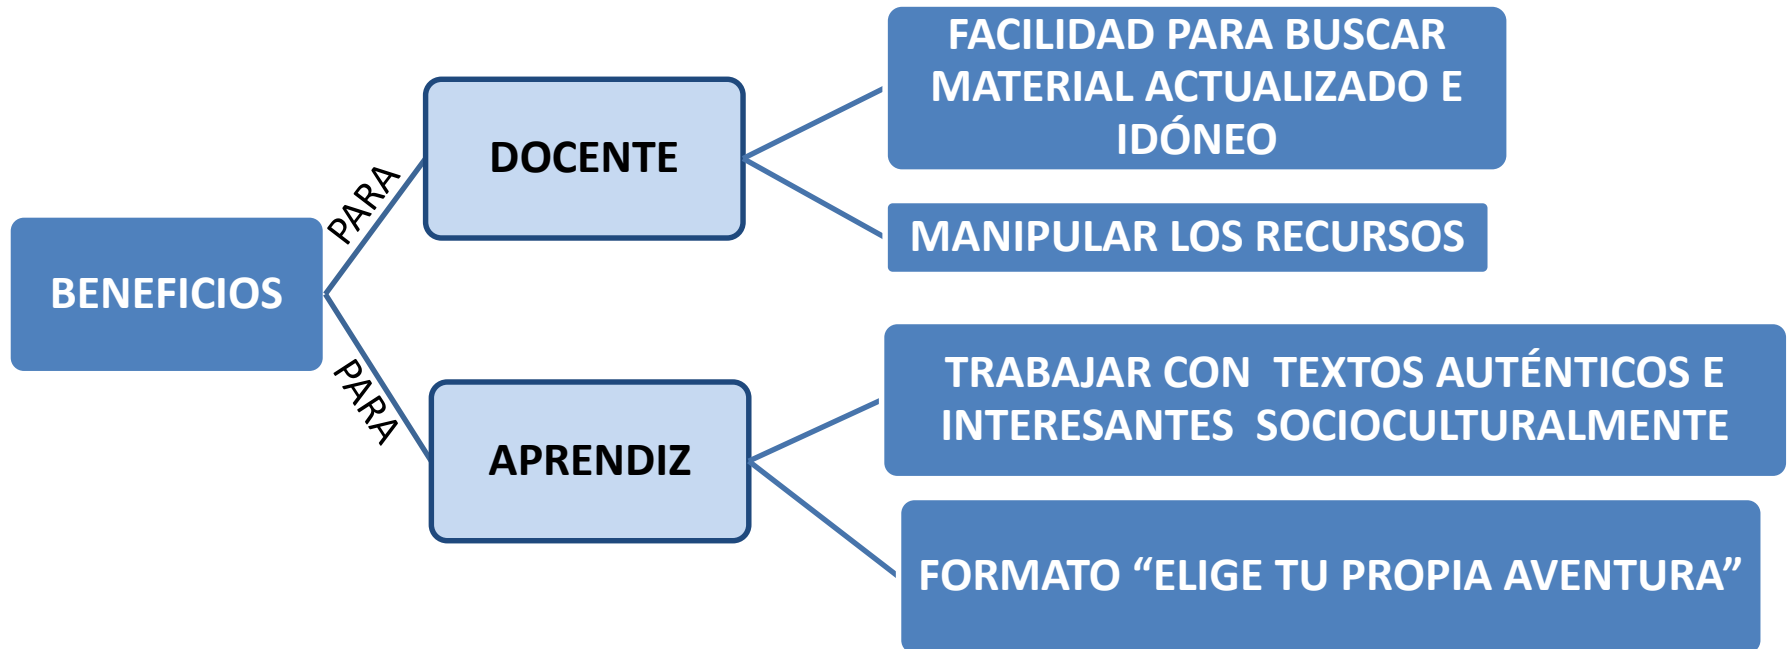 BENEFICIOS
PARA
DOCENTE
FACILIDAD PARA BUSCAR
MATERIAL ACTUALIZADO E
IDÓNEO
MANIPULAR LOS RECURSOS
PARA
APRENDIZ
TRABAJAR CON TEXTOS AUTÉNTICOS E
INTERESANTES SOCIOCULTURALMENTE
FORMATO “ELIGE TU PROPIA AVENTURA”